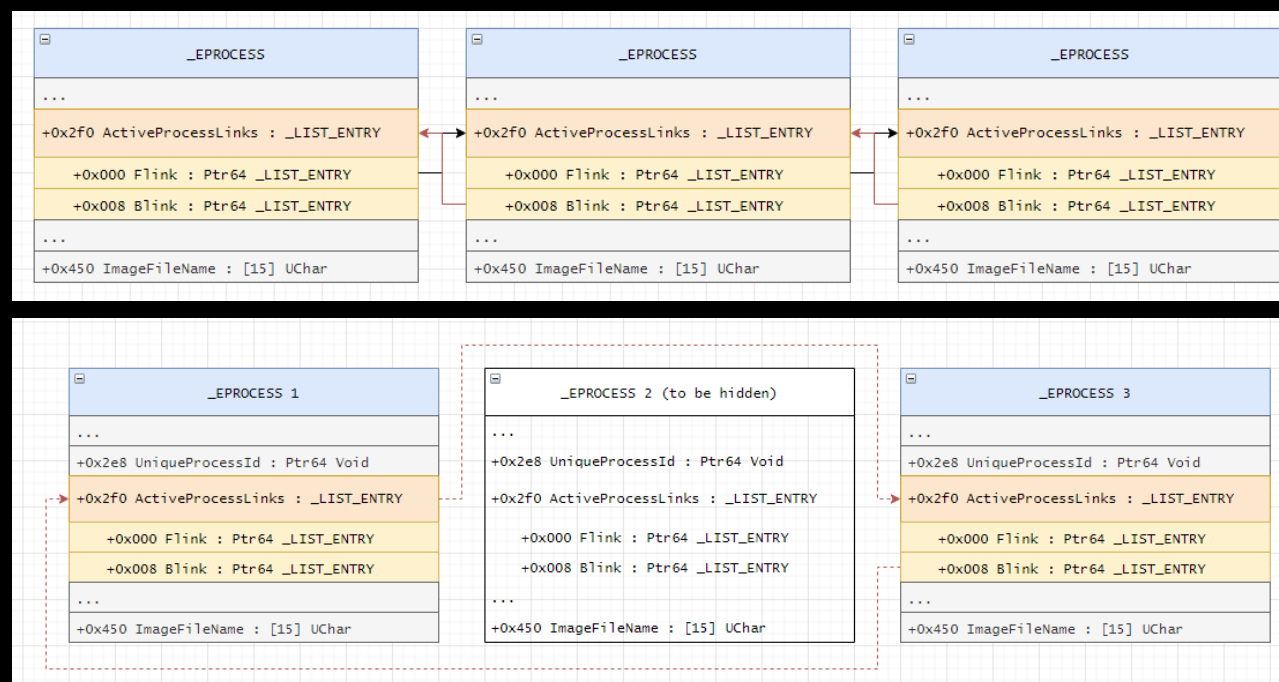 _EPROCESS
...
+0x2f0 ActiveProcessLinks : _LIST_ENTRY
+0x000 Flink : Ptr64 _LIST_ENTRY
+0x008 Blink : Ptr64 _LIST_ENTRY
...
+0x450 ImageFileName : [15] UChar
_EPROCESS
...
+0x2f0 ActiveProcessLinks : _LIST_ENTRY
+0x000 Flink : Ptr64 _LIST_ENTRY
+0x008 Blink : Ptr64 _LIST_ENTRY
...
+0x450 ImageFileName : [15] UChar
_EPROCESS
...
+0x2f0 ActiveProcessLinks : _LIST_ENTRY
+0x000 Flink : Ptr64 _LIST_ENTRY
+0x008 Blink : Ptr64 _LIST_ENTRY
...
+0x450 ImageFileName : [15] UChar
_EPROCESS 1
...
+0x2e8 UniqueProcessId : Ptr64 Void
+0x2f0 ActiveProcessLinks : _LIST_ENTRY
+0x000 Flink : Ptr64 _LIST_ENTRY
+0x008 Blink : Ptr64 _LIST_ENTRY
...
+0x450 ImageFileName : [15] UChar
_EPROCESS 2 (to be hidden)
...
+0x2e8 UniqueProcessId : Ptr64 Void
+0x2f0 ActiveProcessLinks : _LIST_ENTRY
+0x000 Flink : Ptr64 _LIST_ENTRY
+0x008 Blink : Ptr64 _LIST_ENTRY
...
+0x450 ImageFileName : [15] UChar
_EPROCESS 3
...
+0x2e8 UniqueProcessId : Ptr64 Void
+0x2f0 ActiveProcessLinks : _LIST_ENTRY
+0x000 Flink : Ptr64 _LIST_ENTRY
+0x008 Blink : Ptr64 _LIST_ENTRY
...
+0x450 ImageFileName : [15] UChar